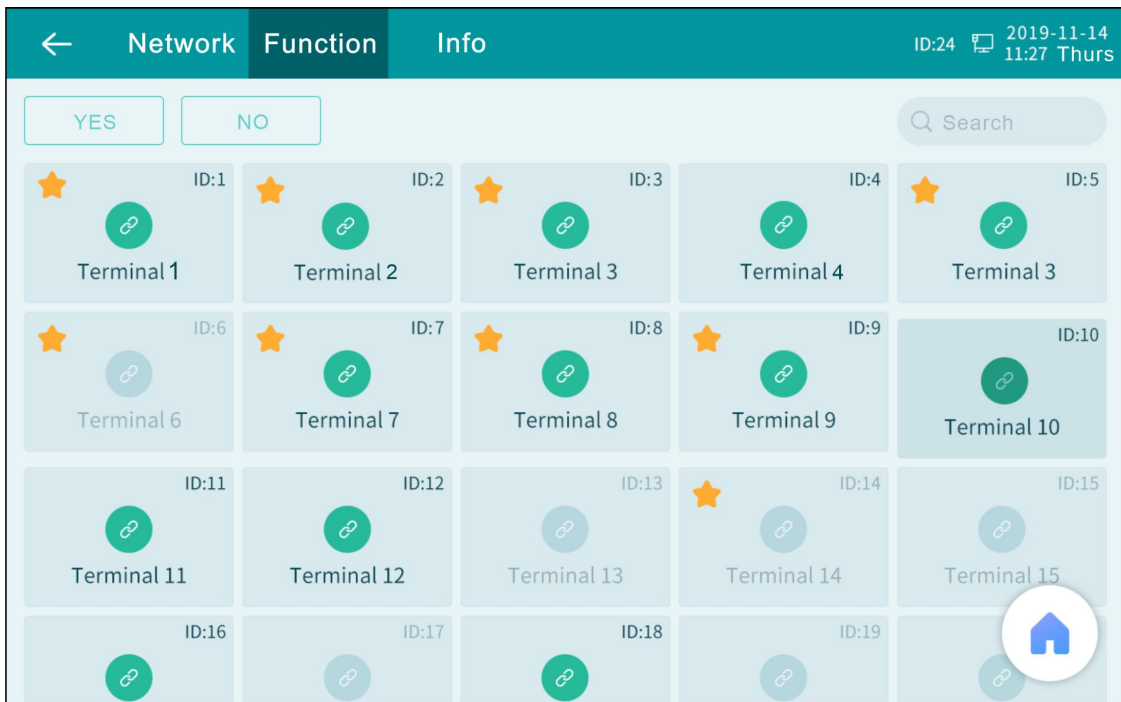 Network Function Info ID:24 2019-11-14
11:27 Thurs
YES NO Search
ID:1 ID:2 ID:3 ID:4 ID:5
Terminal 1 Terminal 2 Terminal 3 Terminal 4 Terminal 3
ID:6 ID:7 ID:8 ID:9 ID:10
Terminal 6 Terminal 7 Terminal 8 Terminal 9 Terminal 10
ID:11 ID:12 ID:13 ID:14 ID:15
Terminal 11 Terminal 12 Terminal 13 Terminal 14 Terminal 15
ID:16 ID:17 ID:18 ID:19